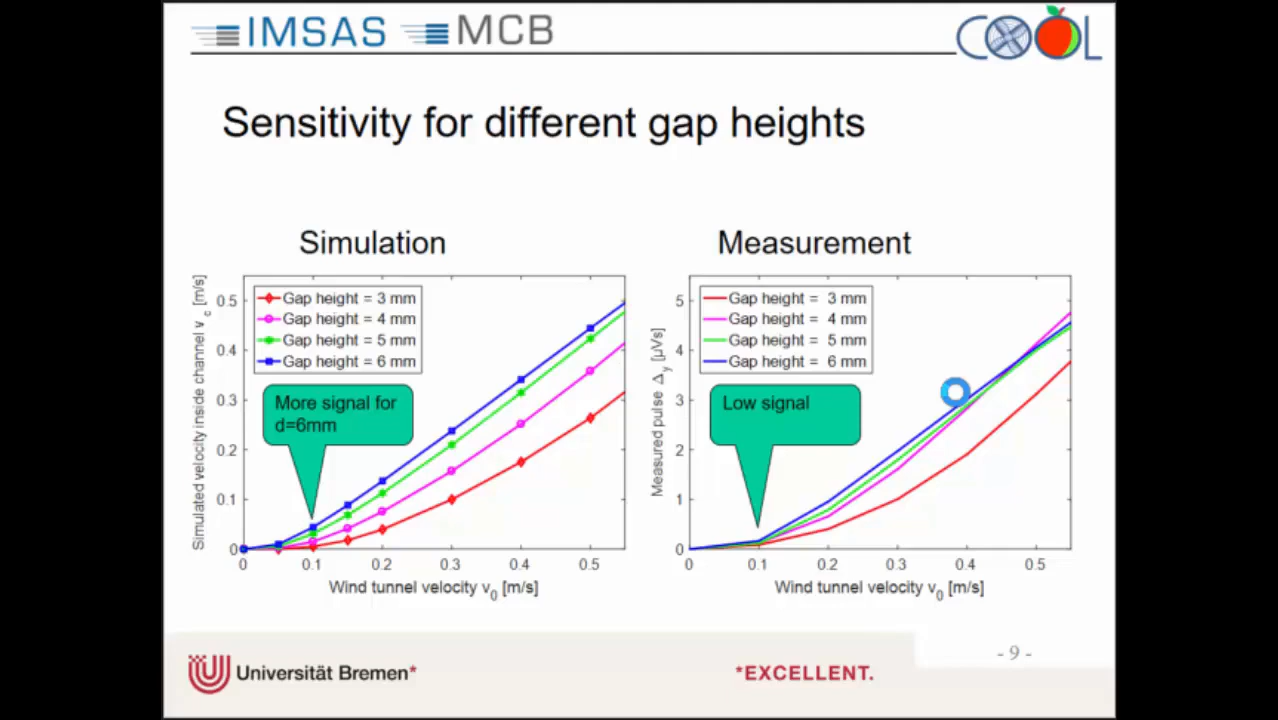 IMSAS MCB
COOL
Sensitivity for different gap heights
Simulation
Simulated velocity inside channel vc [m/s]
0.5
0.4
0.3
0.2
0.1
0
Gap height = 3 mm
Gap height = 4 mm
Gap height = 5 mm
Gap height = 6 mm
More signal for
d=6mm
0 0.1 0.2 0.3 0.4 0.5
Wind tunnel velocity v0 [m/s]
Measurement
Measured pulse Δy [μVs]
5
4
3
2
1
0
Gap height = 3 mm
Gap height = 4 mm
Gap height = 5 mm
Gap height = 6 mm
Low signal
0 0.1 0.2 0.3 0.4 0.5
Wind tunnel velocity v0 [m/s]
- 9 -
Universität Bremen*
*EXCELLENT.